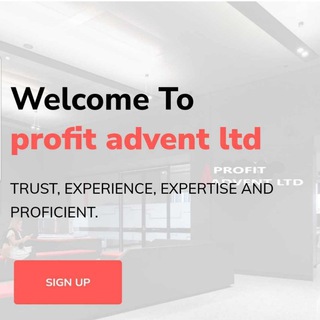 Welcome To
profit advent ltd
PROFIT
ADVENT LTD
TRUST, EXPERIENCE, EXPERTISE AND
PROFICIENT.
SIGN UP